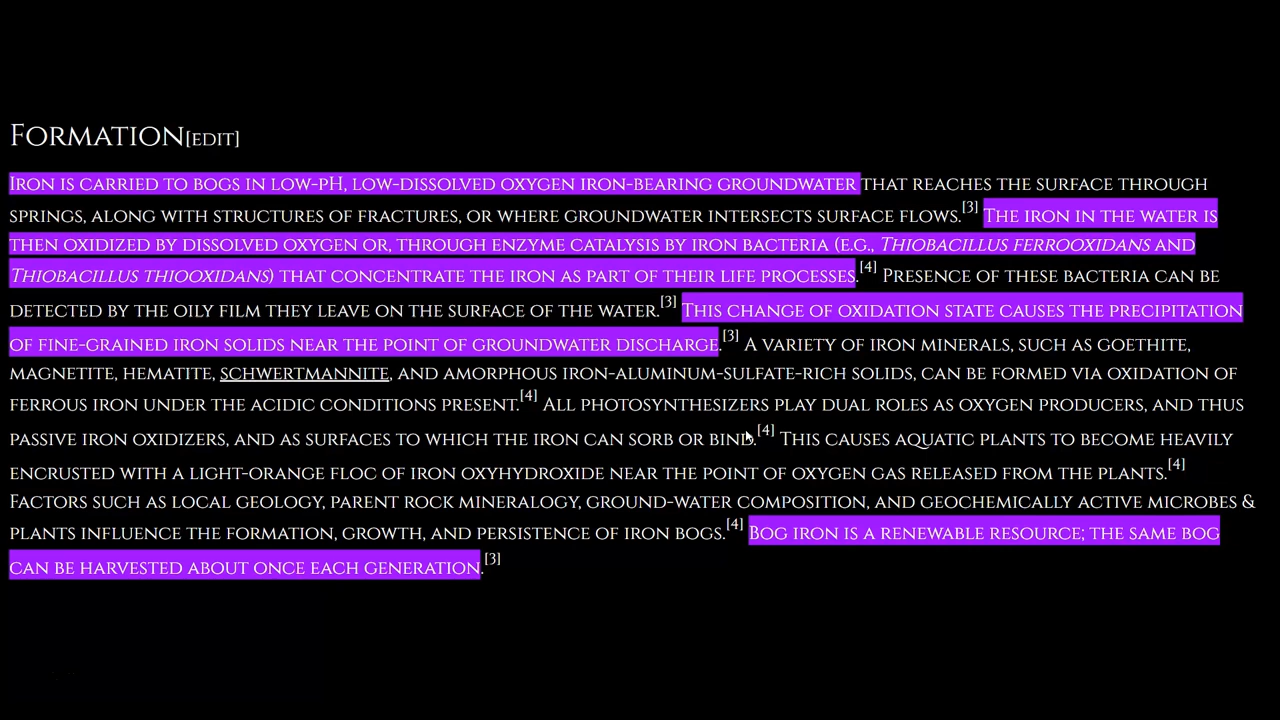 Formation[edit]
Iron is carried to bogs in low-pH, low-dissolved oxygen iron-bearing groundwater that reaches the surface through
springs, along with structures of fractures, or where groundwater intersects surface flows.[3] The iron in the water is
then oxidized by dissolved oxygen or, through enzyme catalysis by iron bacteria (e.g., Thiobacillus ferrooxidans and
Thiobacillus thiooxidans) that concentrate the iron as part of their life processes.[4] Presence of these bacteria can be
detected by the oily film they leave on the surface of the water.[3] This change of oxidation state causes the precipitation
of fine-grained iron solids near the point of groundwater discharge.[3] A variety of iron minerals, such as goethite,
magnetite, hematite, schwertmannite, and amorphous iron-aluminum-sulfate-rich solids, can be formed via oxidation of
ferrous iron under the acidic conditions present.[4] All photosynthesizers play dual roles as oxygen producers, and thus
passive iron oxidizers, and as surfaces to which the iron can sorb or bind.[4] This causes aquatic plants to become heavily
encrusted with a light-orange floc of iron oxyhydroxide near the point of oxygen gas released from the plants.[4]
Factors such as local geology, parent rock mineralogy, ground-water composition, and geochemically active microbes &
plants influence the formation, growth, and persistence of iron bogs.[4] Bog iron is a renewable resource; the same bog
can be harvested about once each generation.[3]